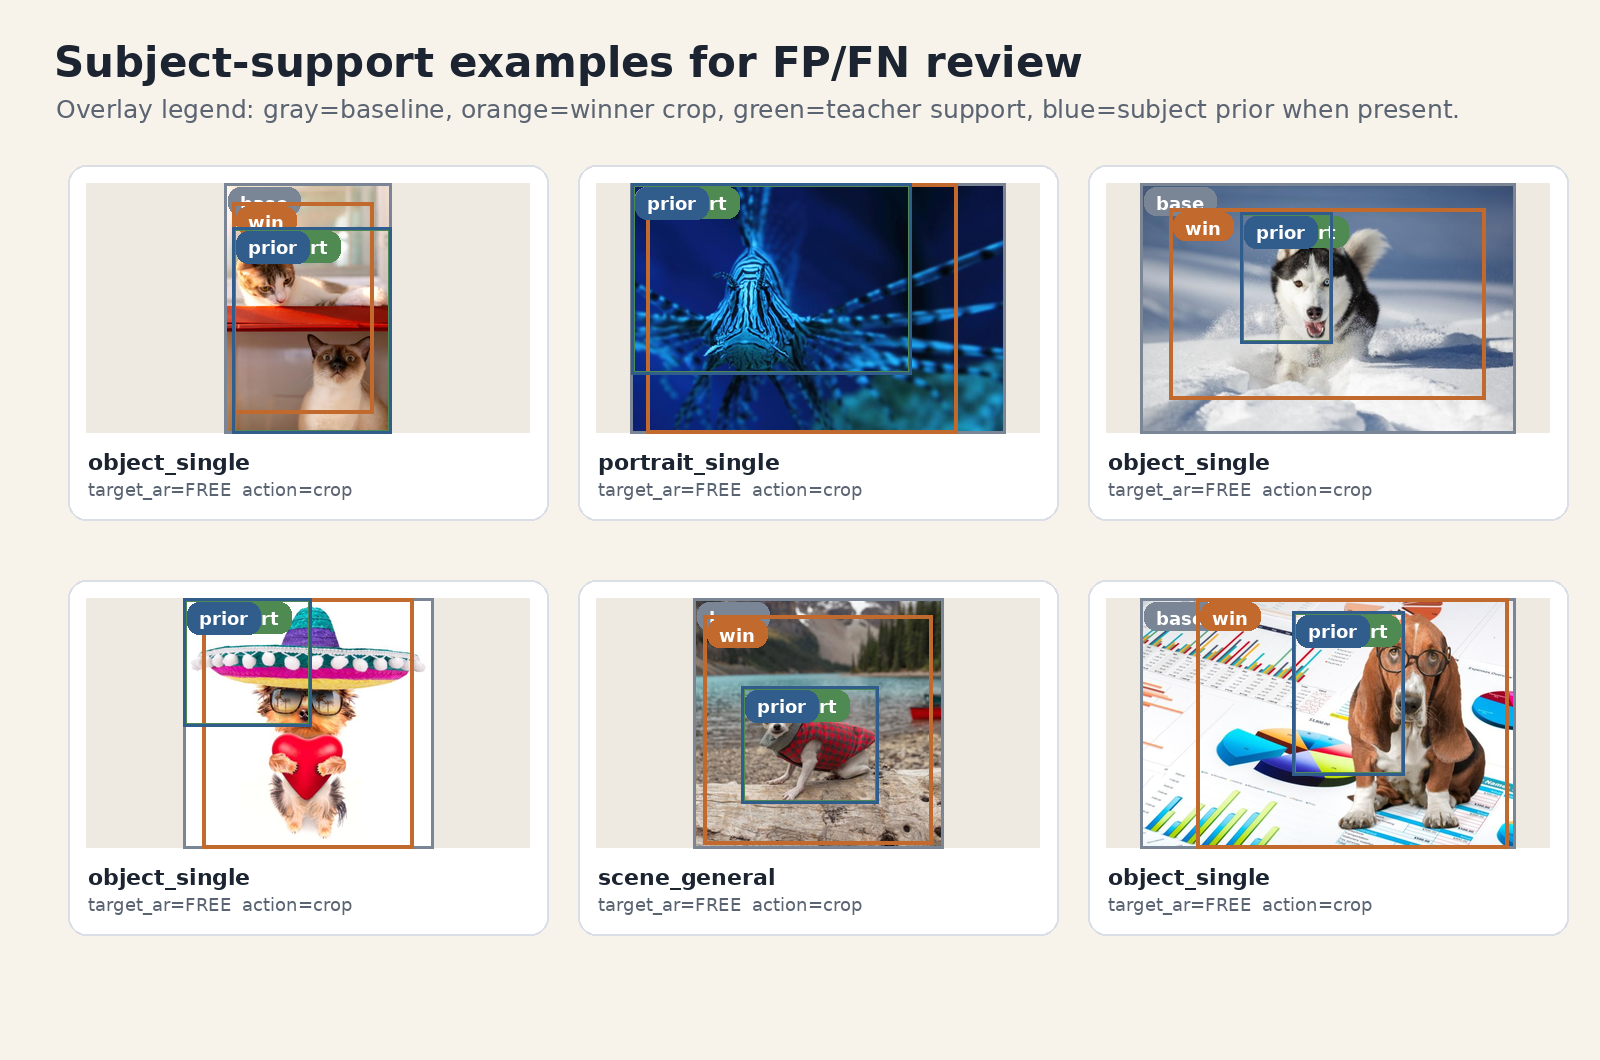 Subject-support examples for FP/FN review
Overlay legend: gray=baseline, orange=winner crop, green=teacher support, blue=subject prior when present.
base
win
prior rt
object_single
target_ar=FREE action=crop
prior rt
portrait_single
target_ar=FREE action=crop
base
win
prior rt
object_single
target_ar=FREE action=crop
prior rt
object_single
target_ar=FREE action=crop
win
prior rt
scene_general
target_ar=FREE action=crop
base win
prior rt
object_single
target_ar=FREE action=crop